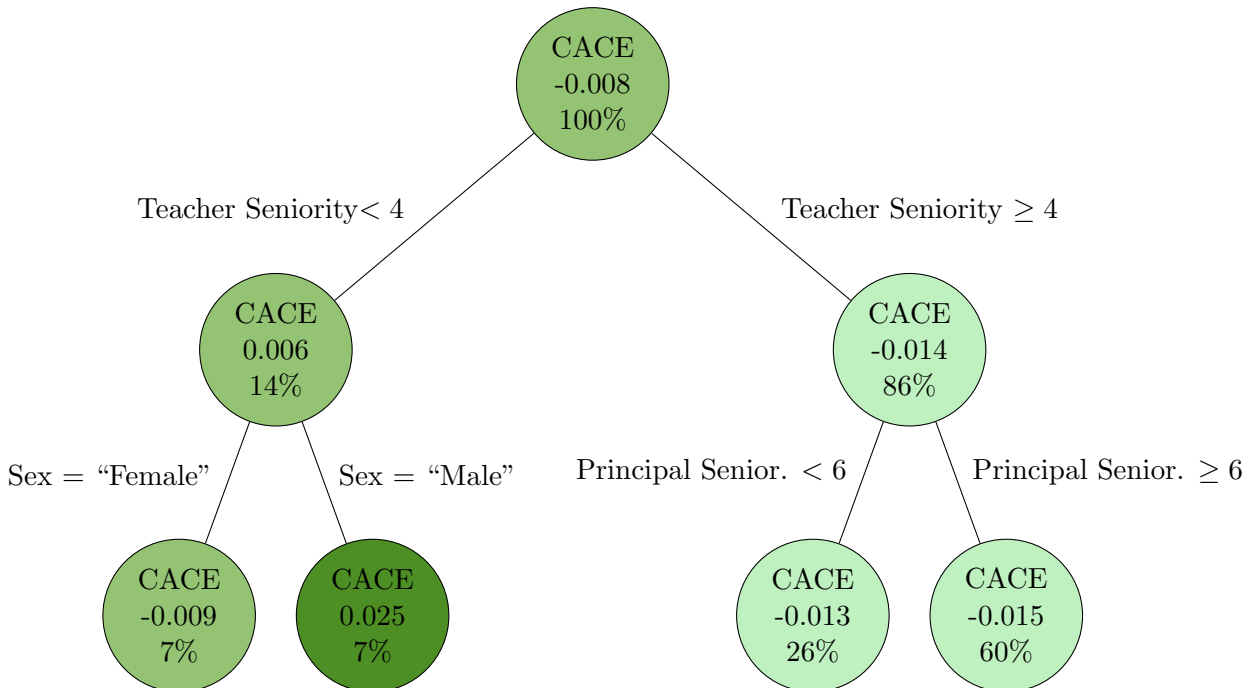 CACE
-0.008
100%
Teacher Seniority< 4
Teacher Seniority ≥ 4
CACE
0.006
14%
CACE
-0.014
86%
Sex = “Female”
Sex = “Male”
Principal Senior. < 6
Principal Senior. ≥ 6
CACE
-0.009
7%
CACE
0.025
7%
CACE
-0.013
26%
CACE
-0.015
60%